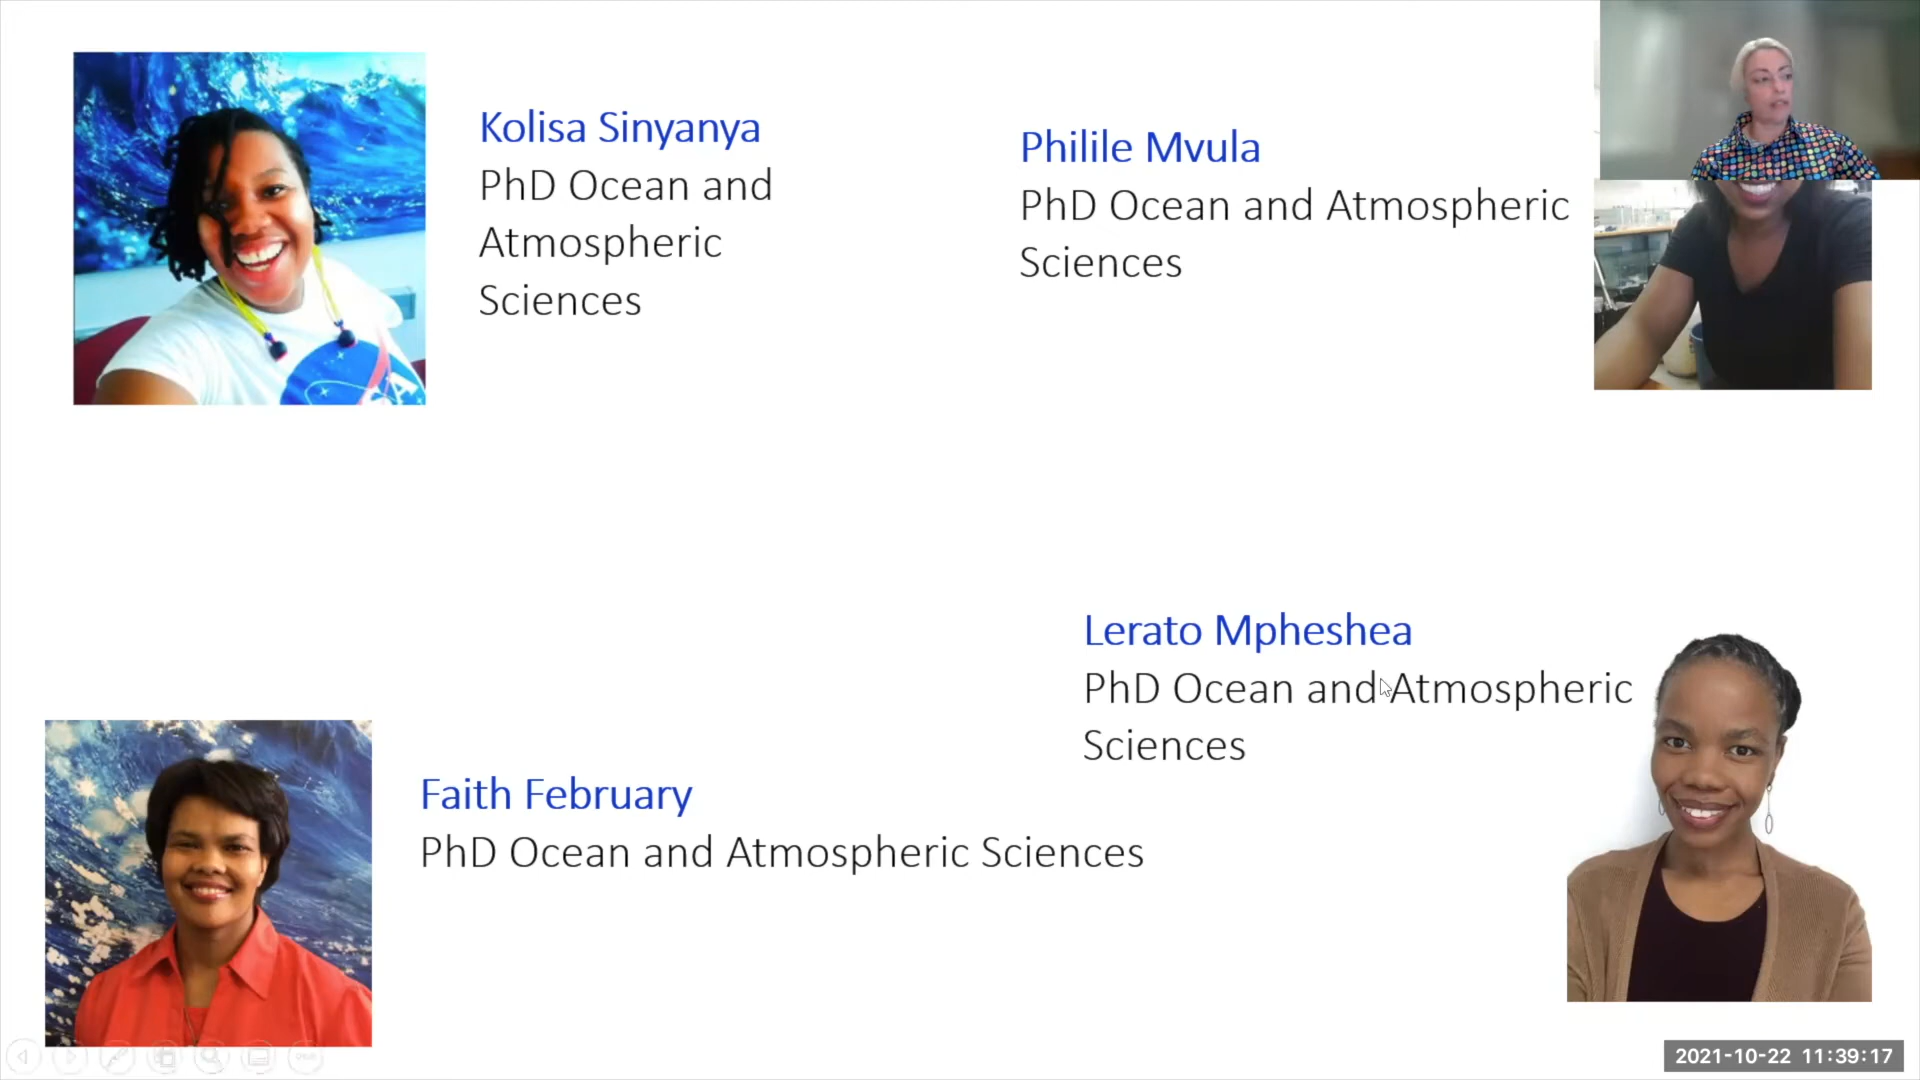 Kolisa Sinyanya
PhD Ocean and
Atmospheric
Sciences
Philile Mvula
PhD Ocean and Atmospheric
Sciences
Lerato Mpheshea
PhD Ocean and Atmospheric
Sciences
Faith February
PhD Ocean and Atmospheric Sciences
2021-10-22 11:39:17